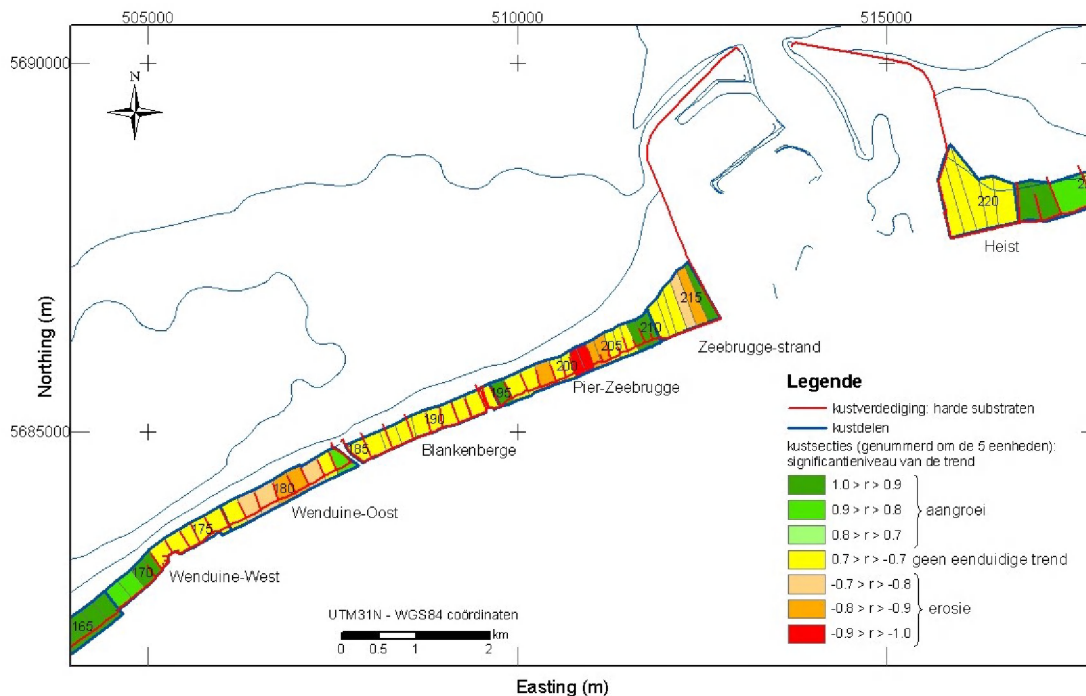 505000
510000
515000
5690000
N
220
2
Heist
215
210
Zeebrugge-strand
205
200
Pier-Zeebrugge
195
190
Blankenberge
5685000
185
180
Wenduine-Oost
175
Wenduine-West
170
165
Northing (m)
Legende
kustverdediging: harde substraten
kustdelen
kustsecties (genummerd om de 5 eenheden):
significantieniveau van de trend
1.0 > r > 0.9
0.9 > r > 0.8
aangroei
0.8 > r > 0.7
0.7 > r > -0.7 geen eenduidige trend
-0.7 > r > -0.8
-0.8 > r > -0.9
erosie
-0.9 > r > -1.0
UTM31N - WGS84 coördinaten
km
0 0.5 1 2
Easting (m)